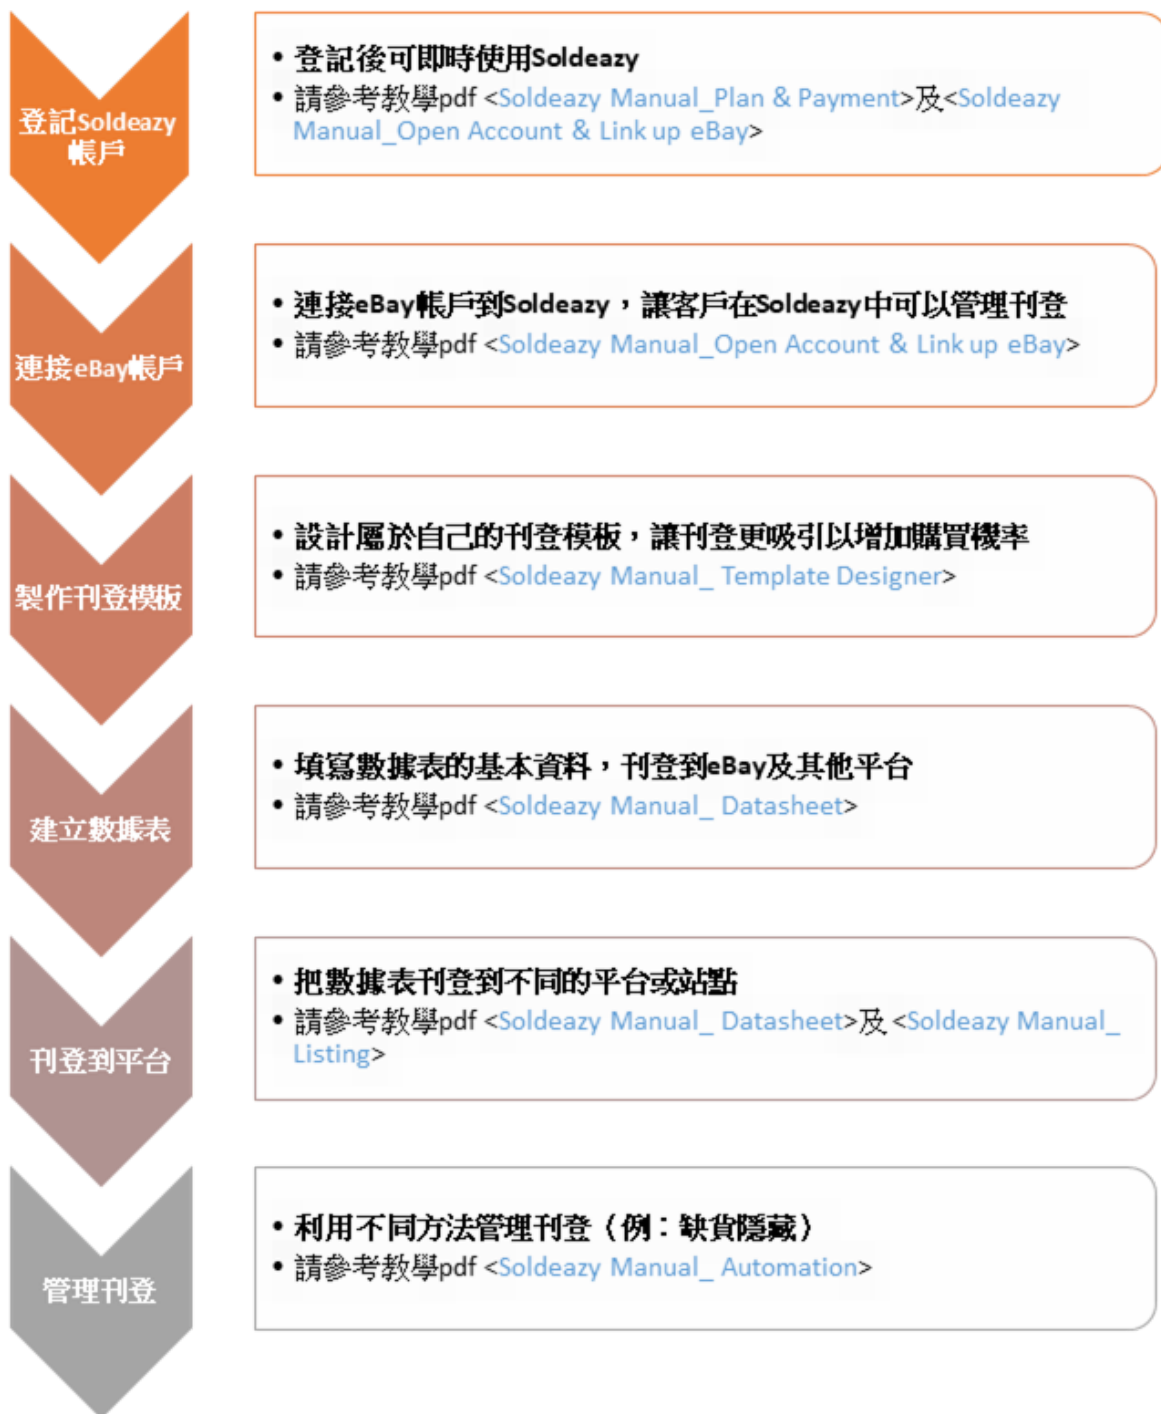 登記Soldeazy
帳戶
• 登記後可即時使用Soldeazy
• 請參考教學pdf <Soldeazy Manual_Plan & Payment>及<Soldeazy
Manual_Open Account & Link up eBay>
連接eBay帳戶
• 連接eBay帳戶到Soldeazy，讓客戶在Soldeazy中可以管理刊登
• 請參考教學pdf <Soldeazy Manual_Open Account & Link up eBay>
製作刊登模板
• 設計屬於自己的刊登模板，讓刊登更吸引以增加購買機率
• 請參考教學pdf <Soldeazy Manual_ Template Designer>
建立數據表
• 填寫數據表的基本資料，刊登到eBay及其他平台
• 請參考教學pdf <Soldeazy Manual_ Datasheet>
刊登到平台
• 把數據表刊登到不同的平台或站點
• 請參考教學pdf <Soldeazy Manual_ Datasheet>及 <Soldeazy Manual_
Listing>
管理刊登
• 利用不同方法管理刊登（例：缺貨隱藏）
• 請參考教學pdf <Soldeazy Manual_ Automation>